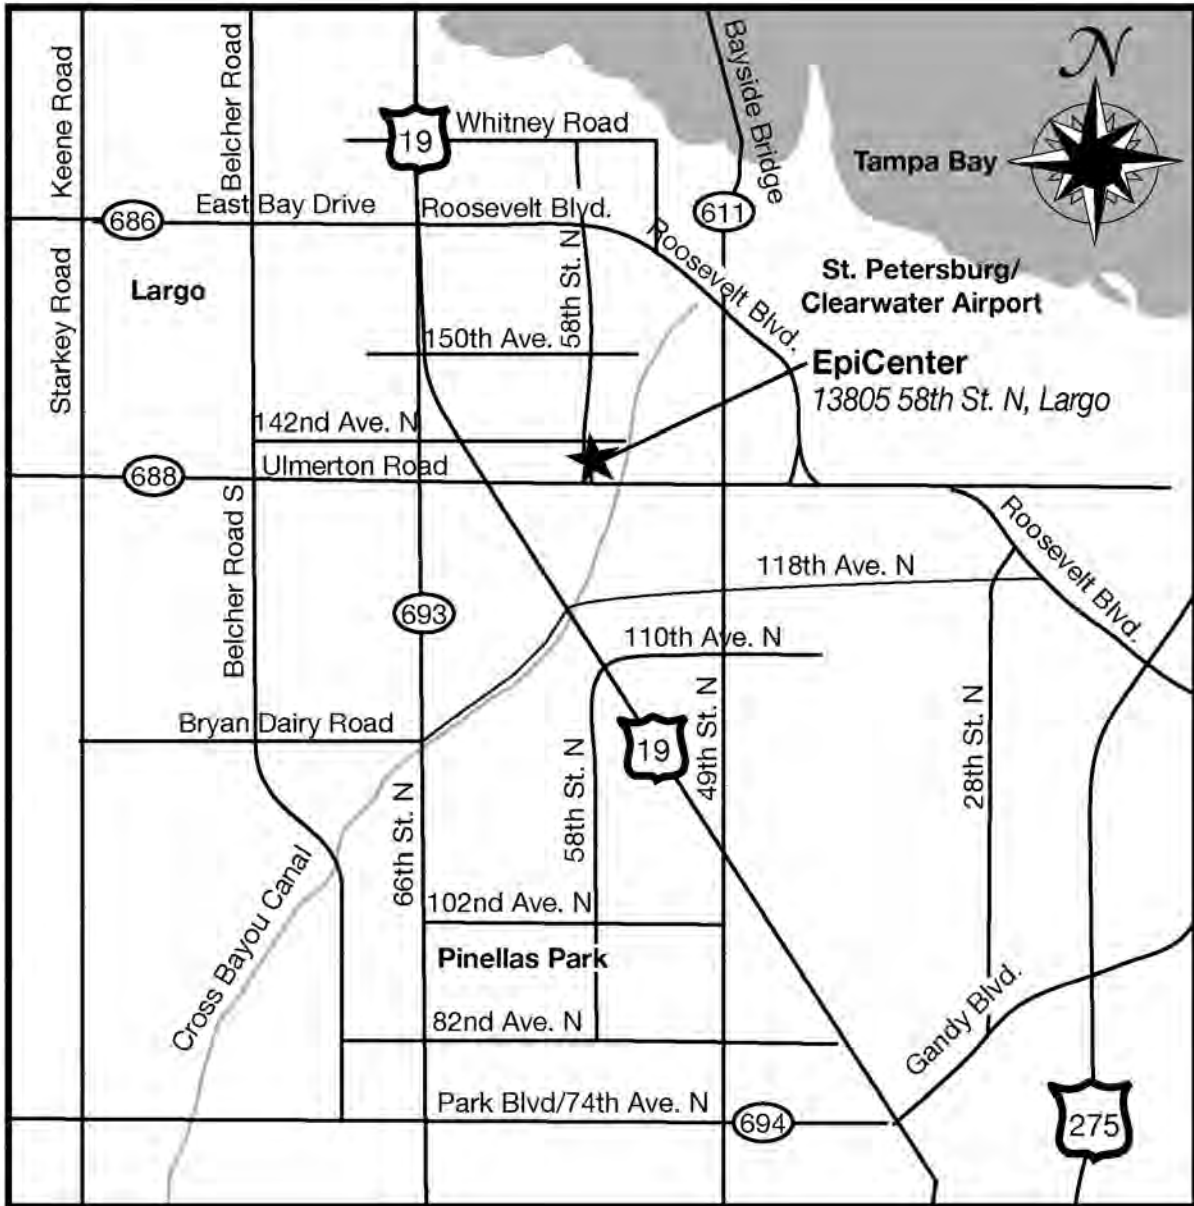 N
Keene Road
Belcher Road
Bayside Bridge
19
Whitney Road
Tampa Bay
686
East Bay Drive
Roosevelt Blvd.
611
Starkey Road
Largo
58th St. N
Roosevelt Blvd.
St. Petersburg/
Clearwater Airport
150th Ave.
EpiCenter
13805 58th St. N, Largo
142nd Ave. N
688
Ulmerton Road
Belcher Road S
Roosevelt Blvd.
118th Ave. N
693
110th Ave. N
Bryan Dairy Road
19
49th St. N
28th St. N
58th St. N
66th St. N
Cross Bayou Canal
102nd Ave. N
Pinellas Park
82nd Ave. N
Gandy Blvd.
Park Blvd/74th Ave. N
694
275